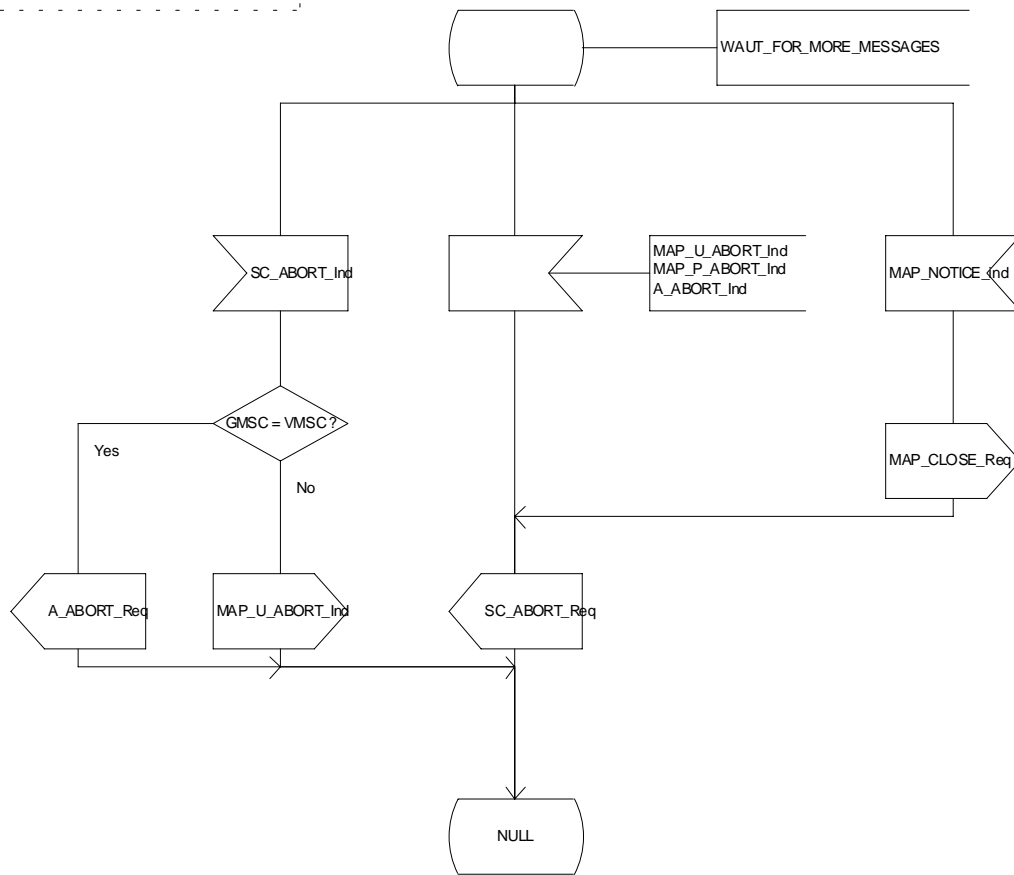 WAUT_FOR_MORE_MESSAGES
SC_ABORT_Ind
MAP_U_ABORT_Ind
MAP_P_ABORT_Ind
A_ABORT_Ind
MAP_NOTICE_Ind
GMSC = VMSC ?
Yes
No
MAP_CLOSE_Req
A_ABORT_Req
MAP_U_ABORT_Ind
SC_ABORT_Req
NULL